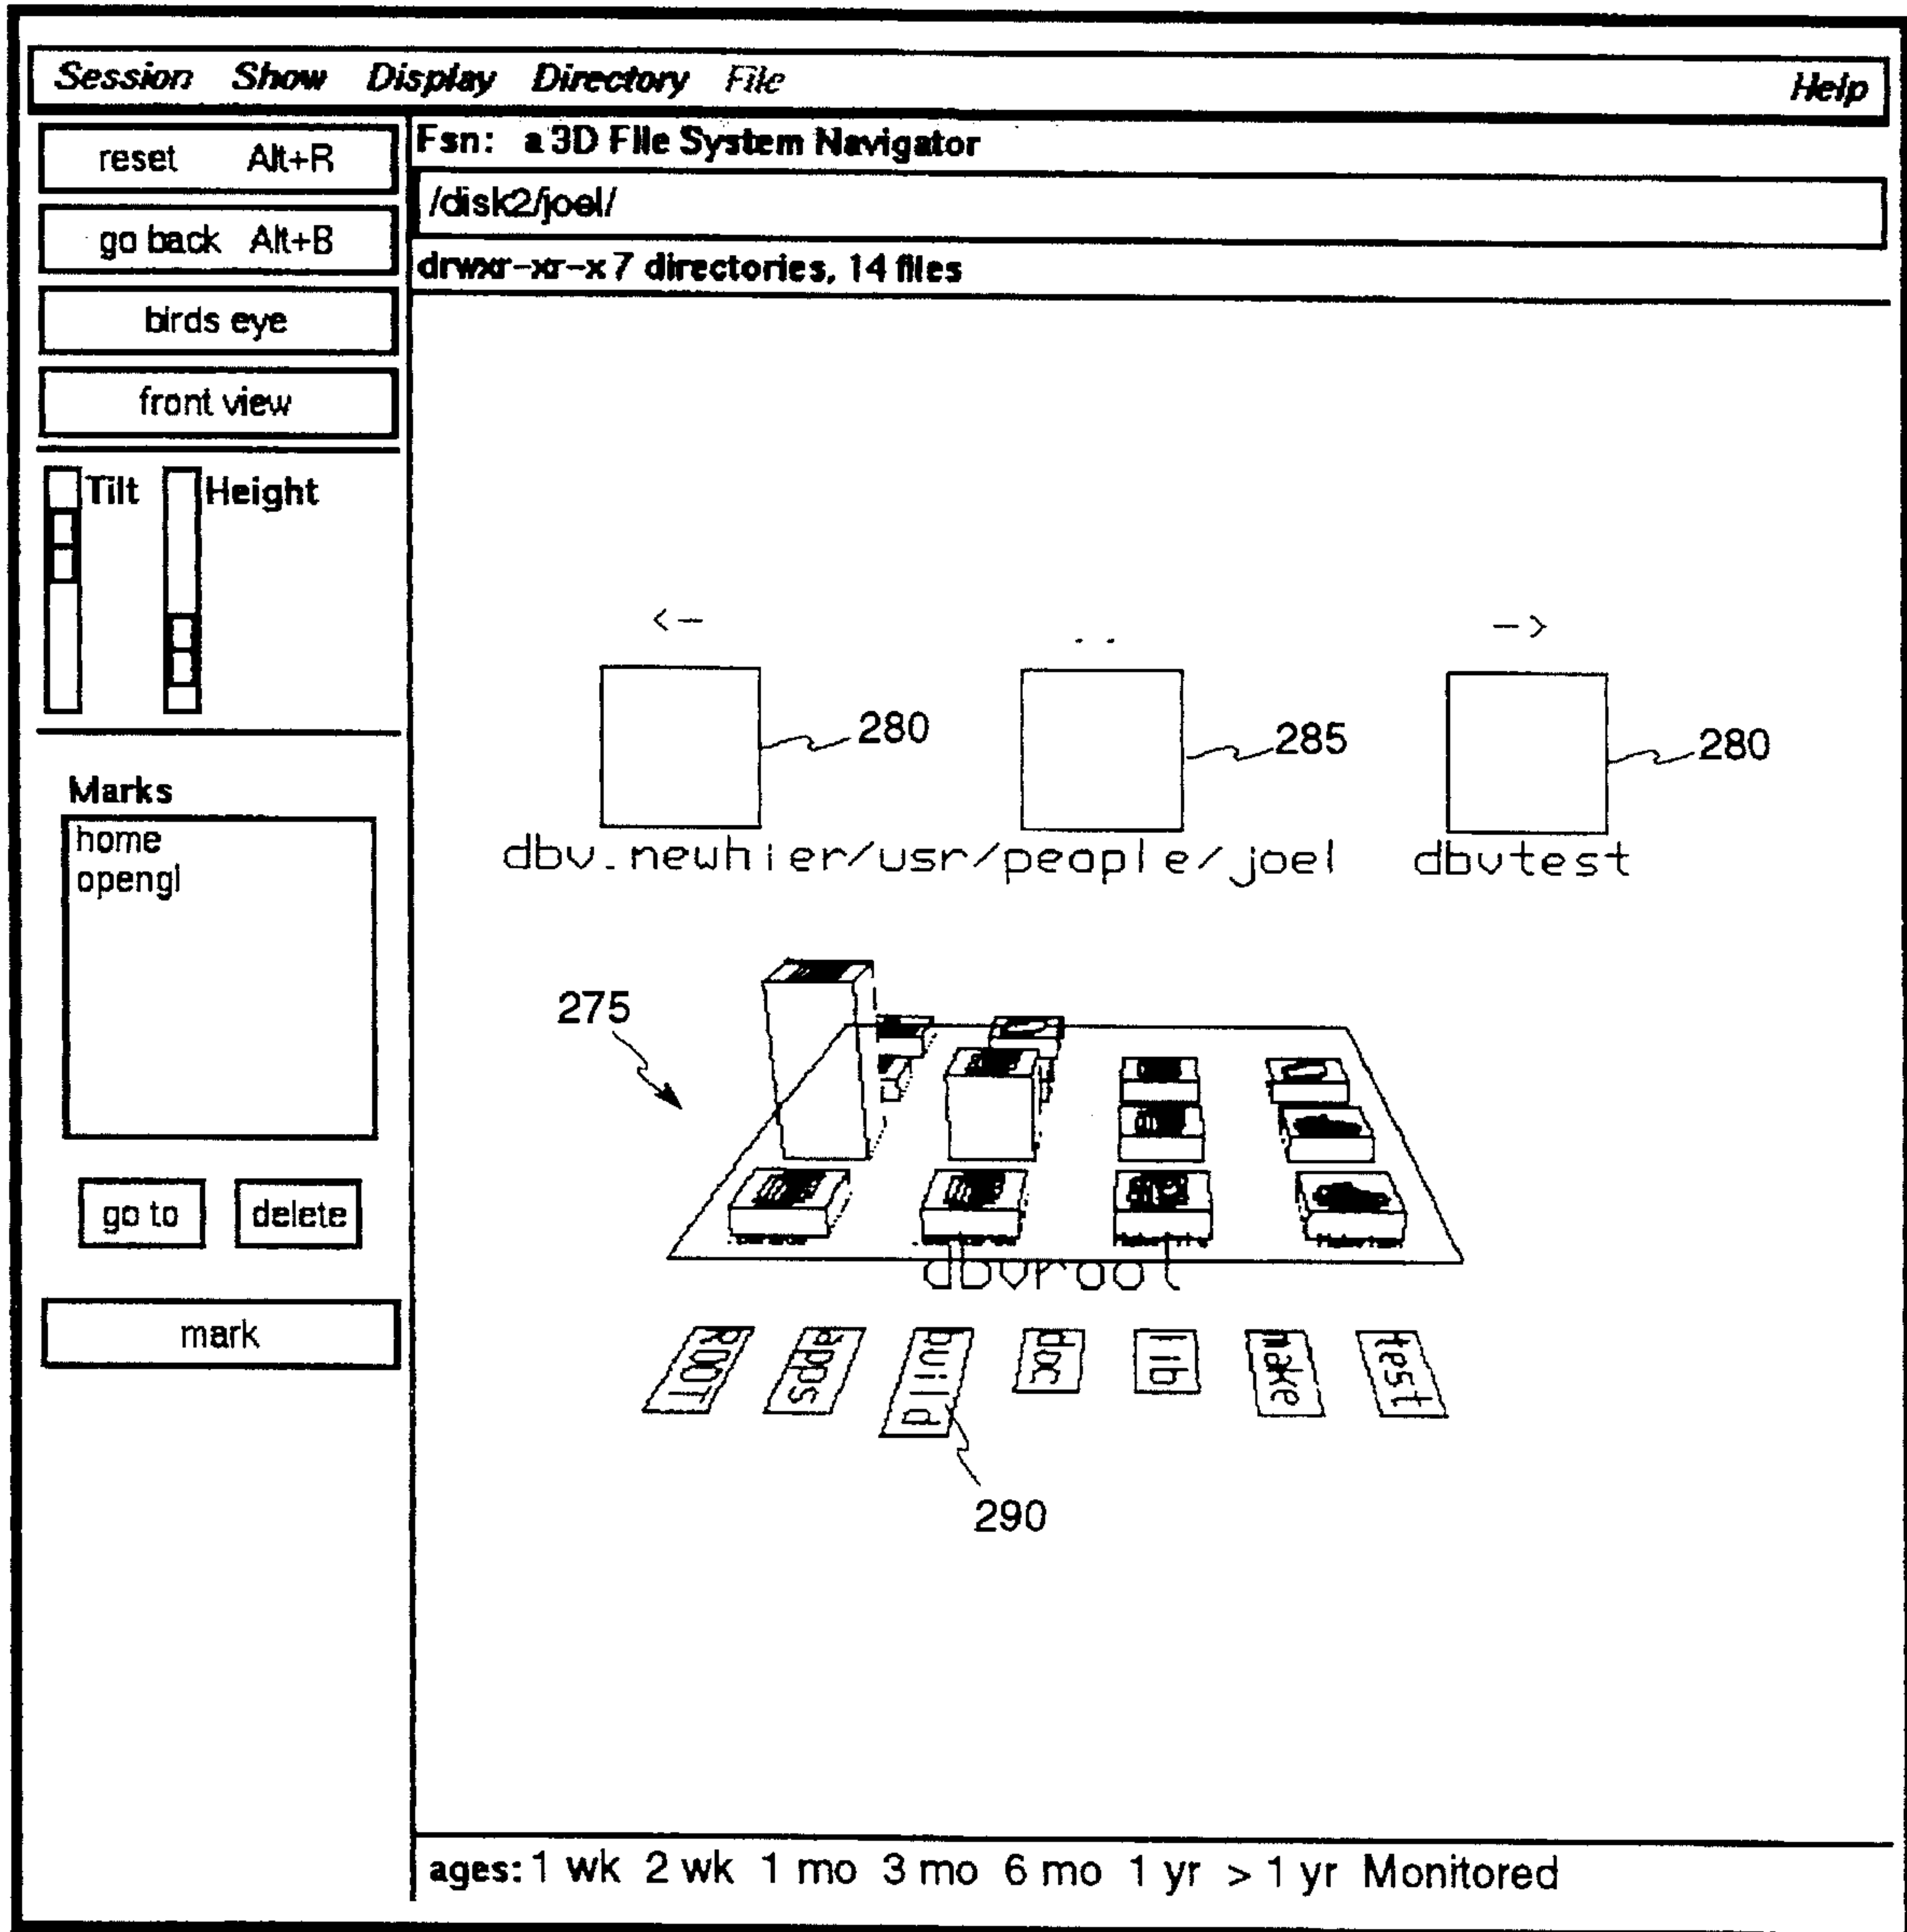 Session Show Display Directory File Help
reset Alt+R
go back Alt+B
birds eye
front view
Tilt Height
Marks
home
opengl
go to delete
mark
Fsn: a 3D File System Navigator
/disk2/joel/
drwxr-xr-x 7 directories, 14 files
<- .. ->
280 285 280
dbv.newhier/usr/people/joel dbvtest
275
dbvroot
ROOT apps build doc lib make test
290
ages: 1 wk 2 wk 1 mo 3 mo 6 mo 1 yr > 1 yr Monitored